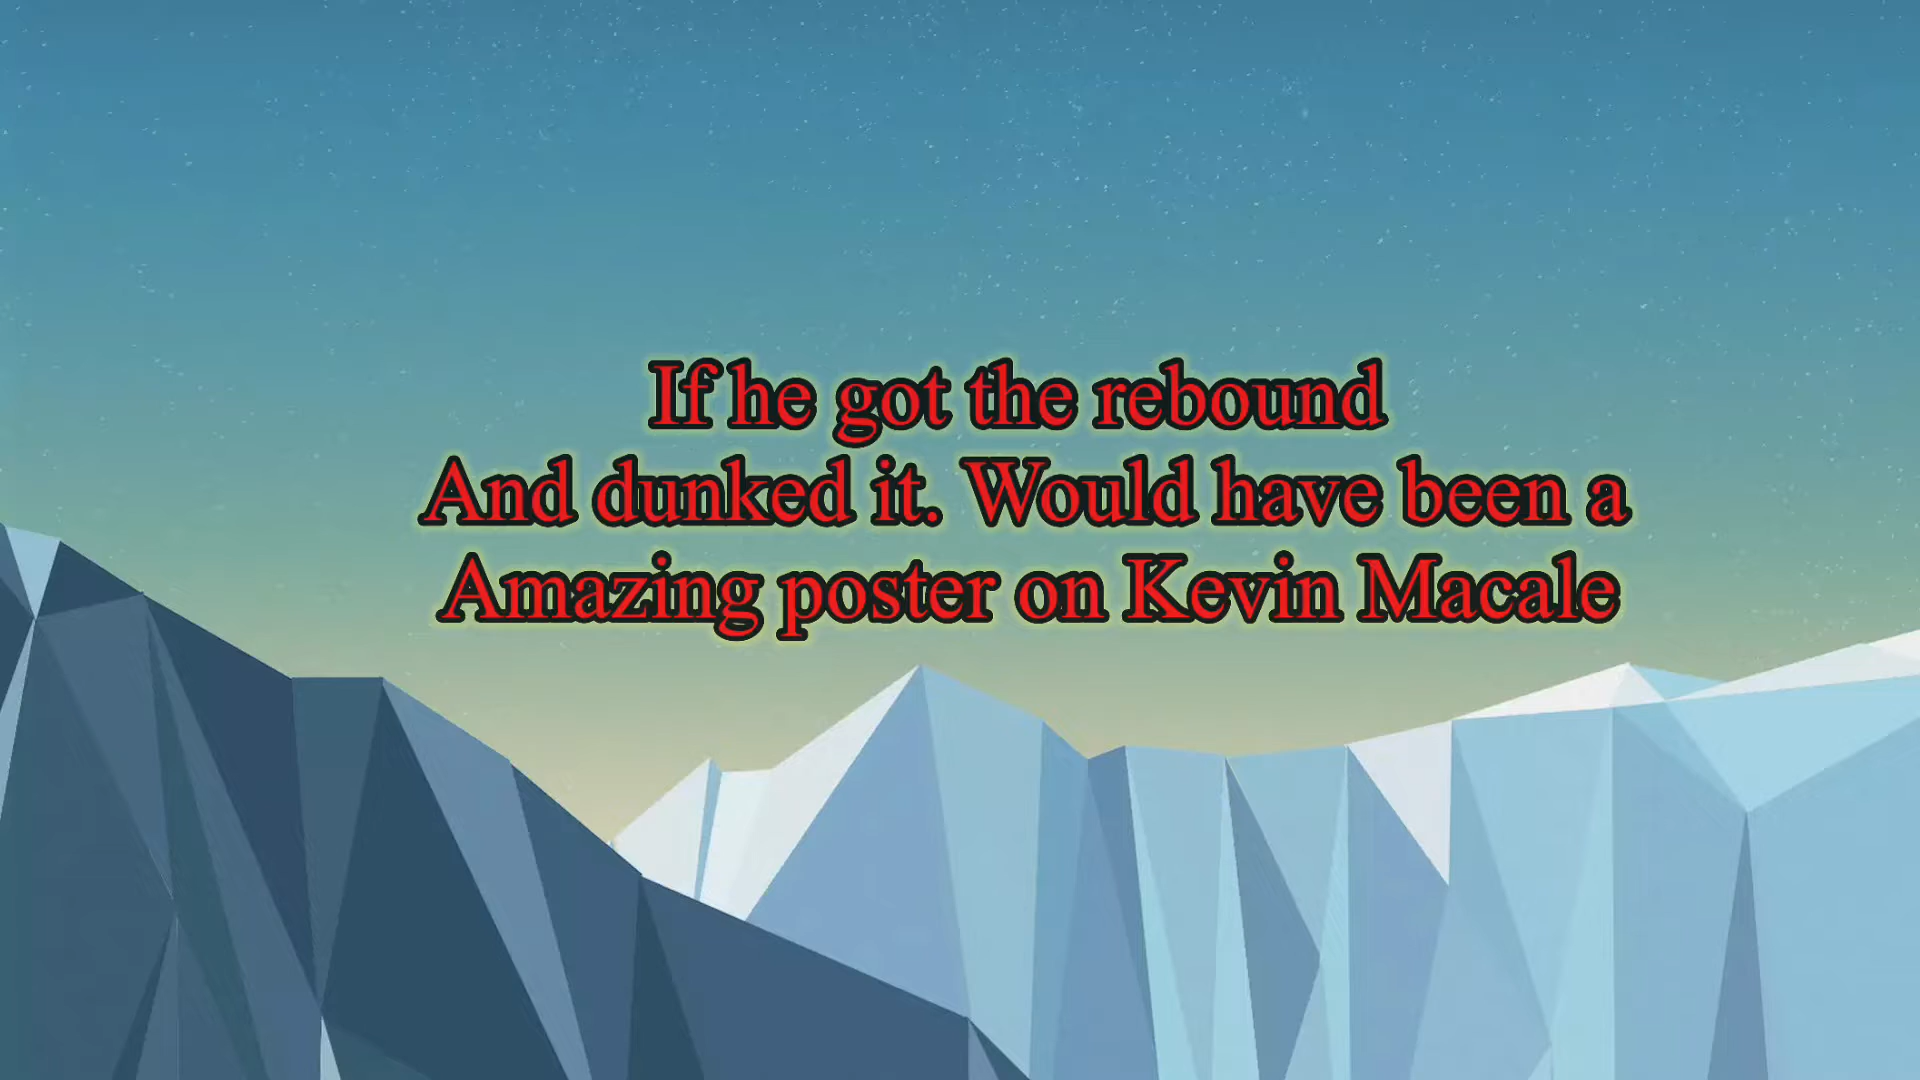 If he got the rebound
And dunked it. Would have been a
Amazing poster on Kevin Macale